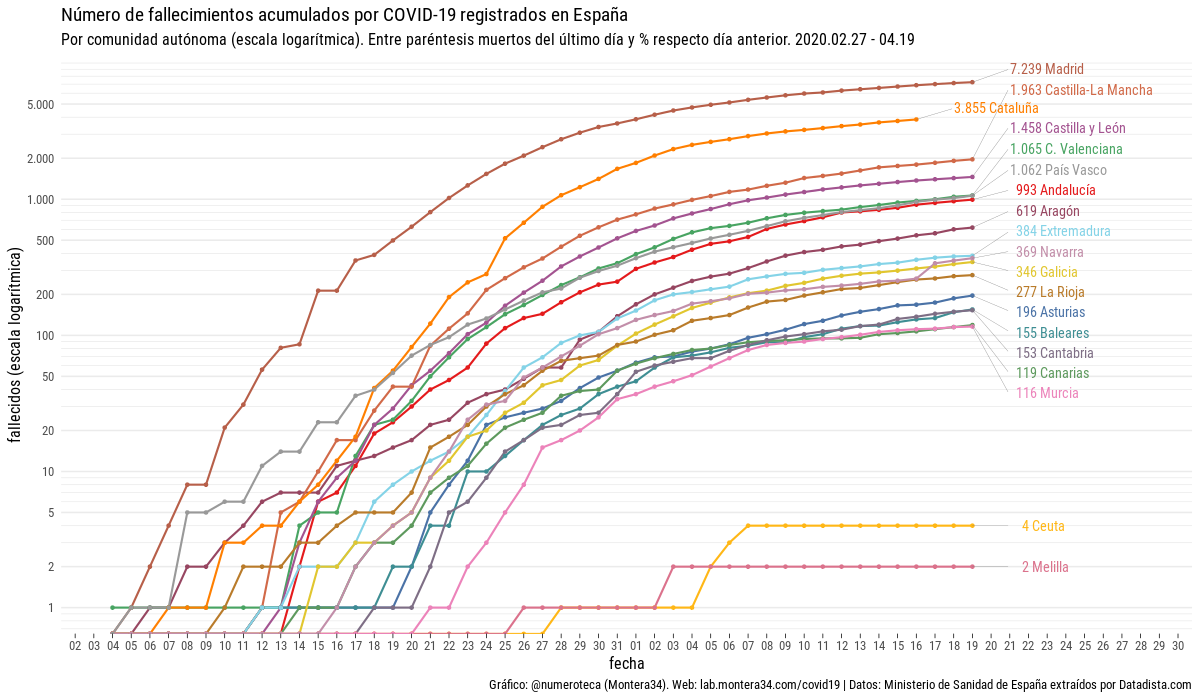 Número de fallecimientos acumulados por COVID-19 registrados en España
Por comunidad autónoma (escala logarítmica). Entre paréntesis muertos del último día y % respecto día anterior. 2020.02.27 - 04.19
7.239 Madrid
1.963 Castilla-La Mancha
3.855 Cataluña
1.458 Castilla y León
1.065 C. Valenciana
1.062 País Vasco
993 Andalucía
619 Aragón
384 Extremadura
369 Navarra
346 Galicia
277 La Rioja
196 Asturias
155 Baleares
153 Cantabria
119 Canarias
116 Murcia
4 Ceuta
2 Melilla
fallecidos (escala logarítmica)
5.000
2.000
1.000
500
200
100
50
20
10
5
2
1
02 03 04 05 06 07 08 09 10 11 12 13 14 15 16 17 18 19 20 21 22 23 24 25 26 27 28 29 30 31 01 02 03 04 05 06 07 08 09 10 11 12 13 14 15 16 17 18 19 20 21 22 23 24 25 26 27 28 29 30
fecha
Gráfico: @numeroteca (Montera34). Web: lab.montera34.com/covid19 | Datos: Ministerio de Sanidad de España extraídos por Datadista.com